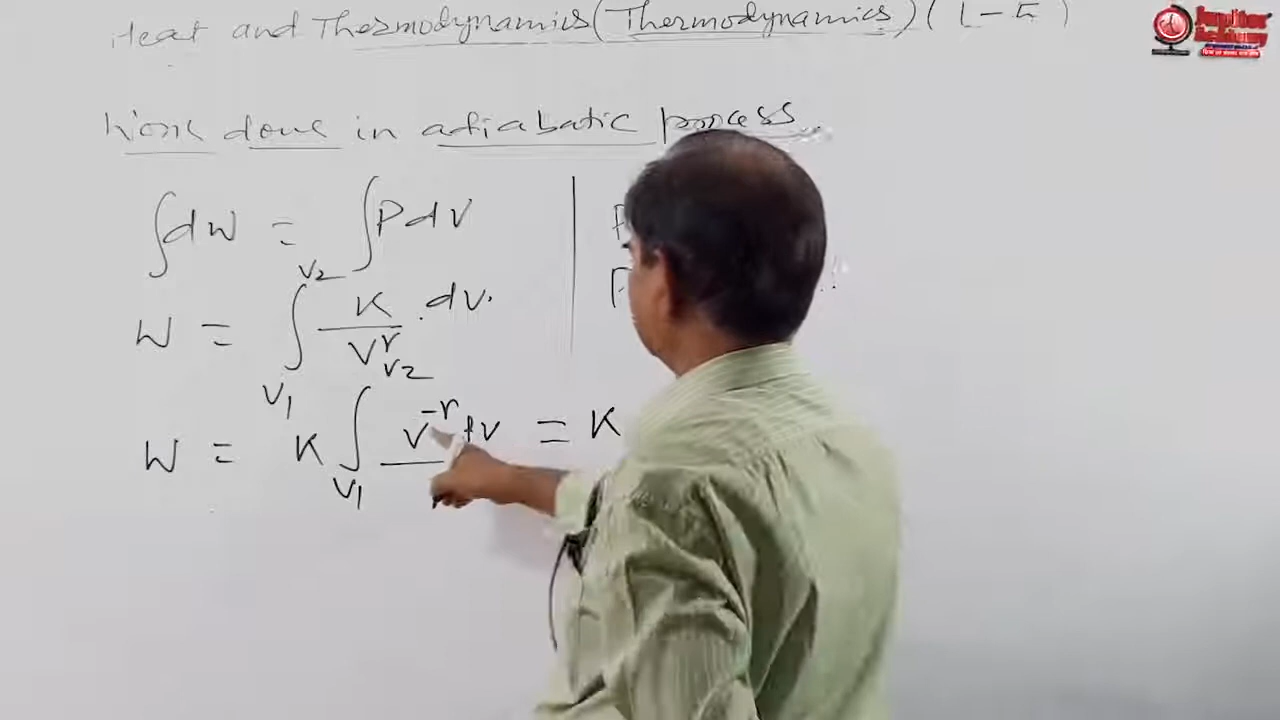 Heat and Thermodynamics (Thermodynamics) (L-5)
Work done in adiabatic process.
∫dW = ∫PdV
W = ∫_{V1}^{V2} K/V^r . dv.
W = K ∫_{V1}^{V2} V^{-r} dv = K